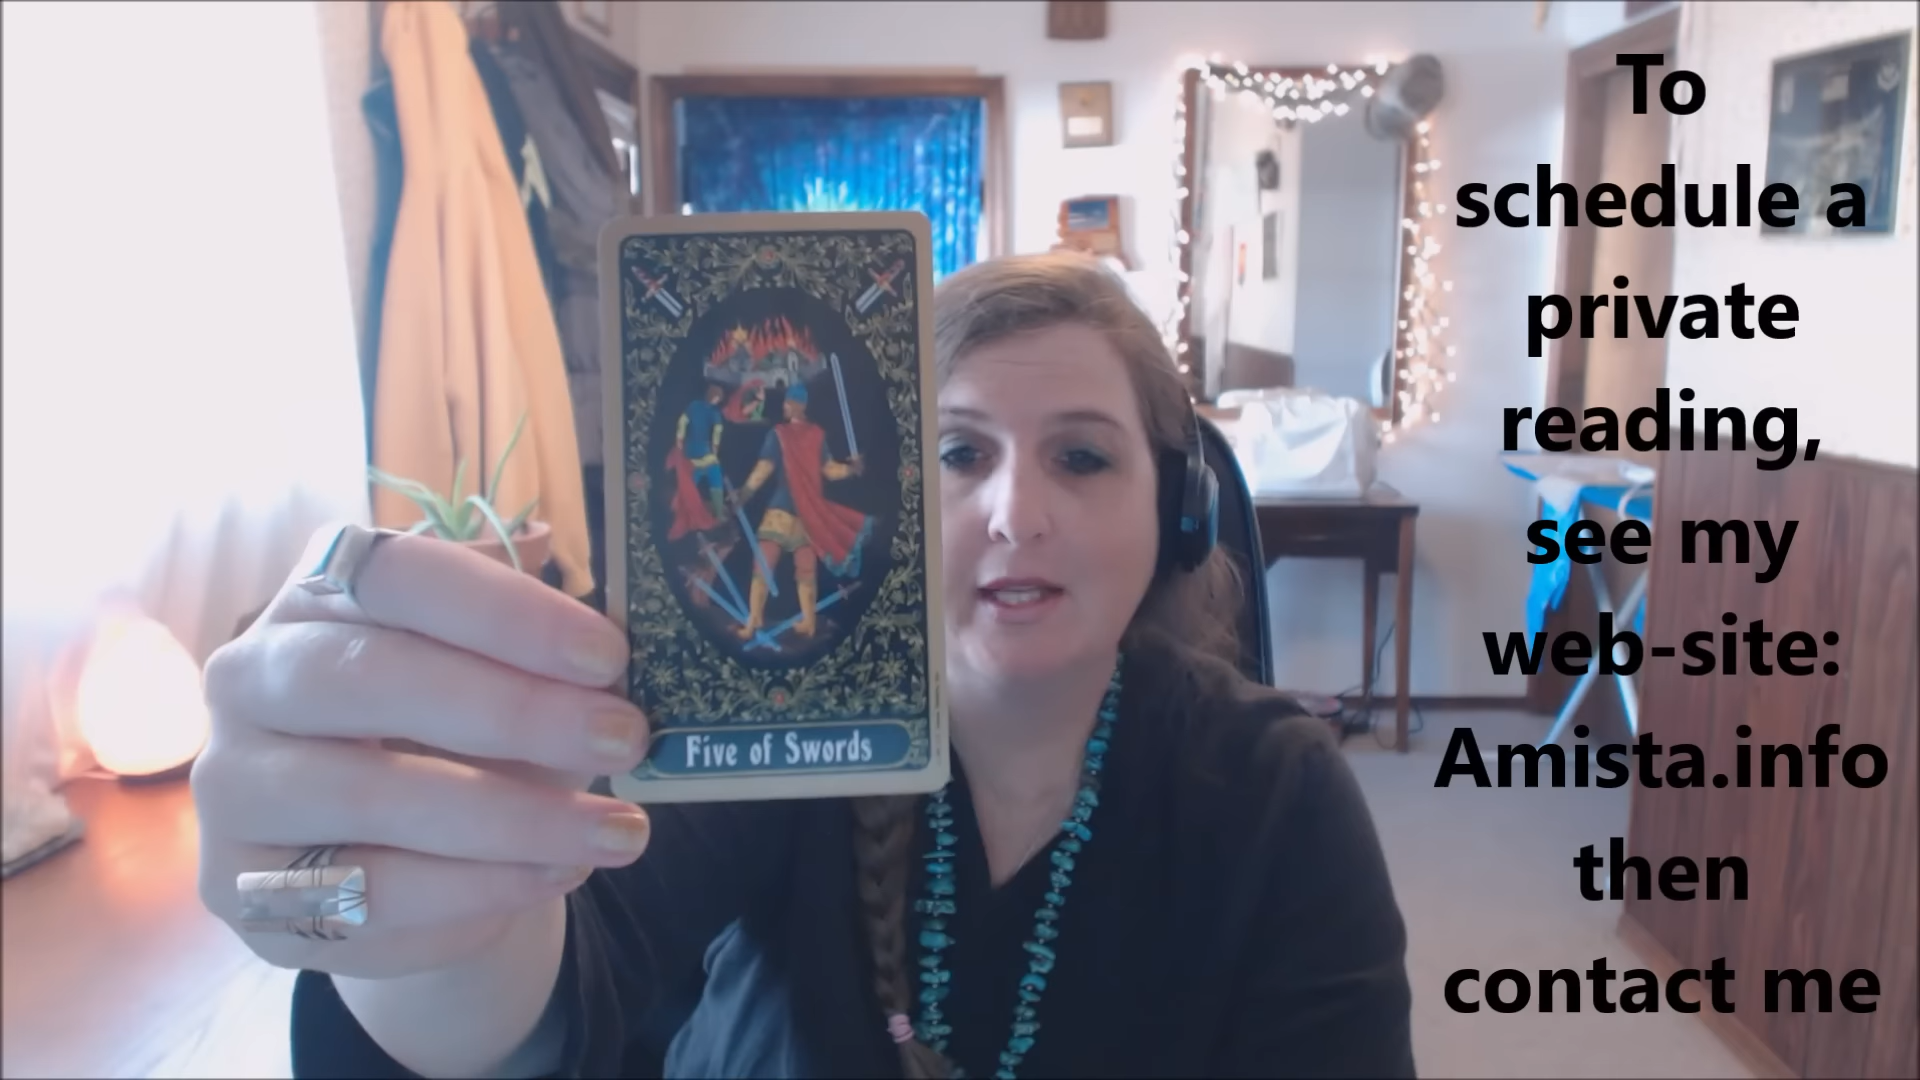 To
schedule a
private
reading,
see my
web-site:
Amista.info
then
contact me
Five of Swords